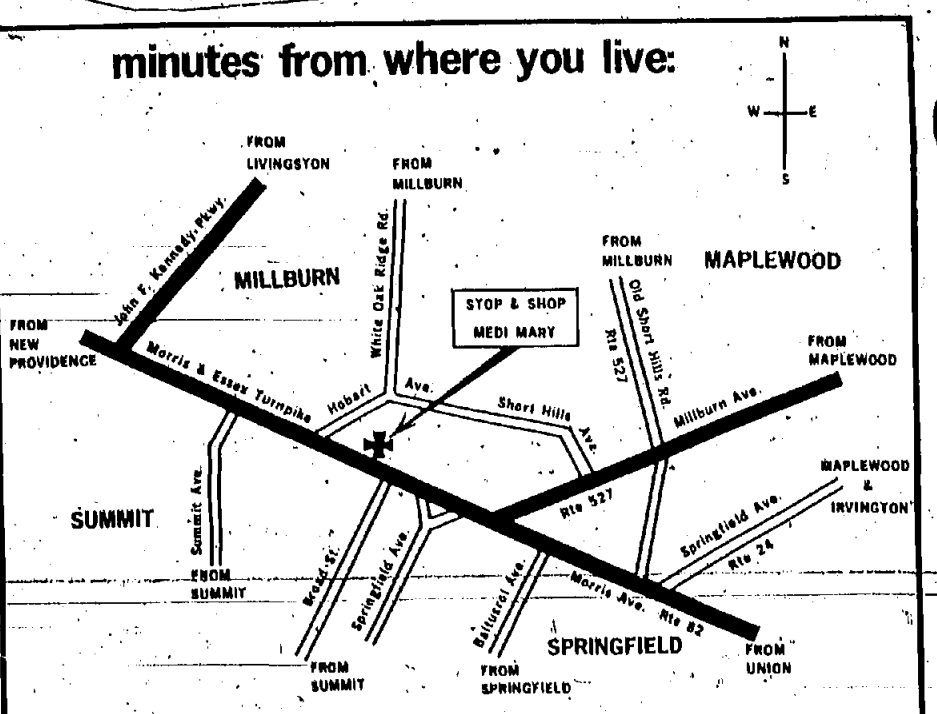 minutes from where you live:
N
W E
S
FROM
LIVINGSTON
FROM
MILLBURN
John F. Kennedy, Pkwy.
White Oak Ridge Rd.
MILLBURN
FROM
MILLBURN
MAPLEWOOD
Old Short Hills Rd.
Rte 527
STOP & SHOP
MEDI MARY
FROM
NEW
PROVIDENCE
Morris & Essex Turnpike
Hobart Ave.
Short Hills Ave.
FROM
MAPLEWOOD
Millburn Ave.
Rte 527
MAPLEWOOD
&
IRVINGTON
Springfield Ave.
Rte 24
SUMMIT
Summit Ave.
FROM
SUMMIT
Broad St.
Springfield Ave.
Baltusrol Ave.
Morris Ave. Rte 82
SPRINGFIELD
FROM
SUMMIT
FROM
SPRINGFIELD
FROM
UNION